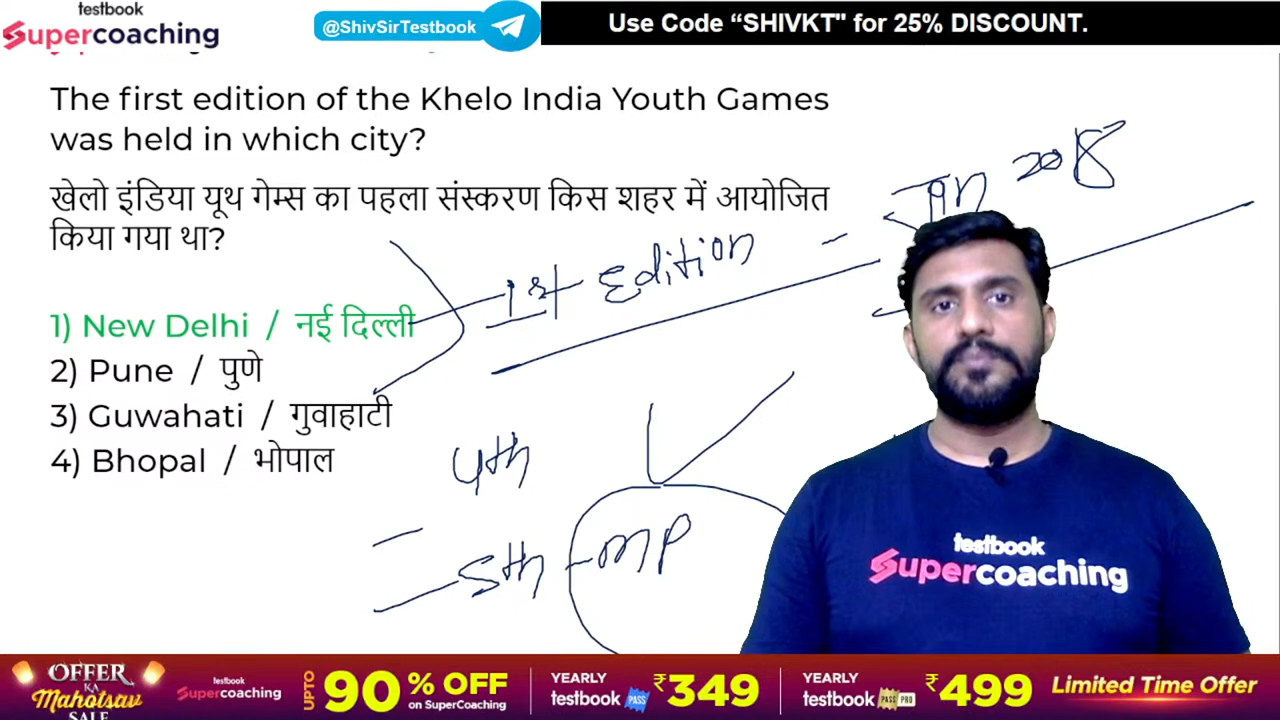 testbook
Supercoaching
@ShivSirTestbook
Use Code “SHIVKT" for 25% DISCOUNT.
The first edition of the Khelo India Youth Games
was held in which city?
खेलो इंडिया यूथ गेम्स का पहला संस्करण किस शहर में आयोजित
किया गया था?
1) New Delhi / नई दिल्ली
2) Pune / पुणे
3) Guwahati / गुवाहाटी
4) Bhopal / भोपाल
1st Edition - Jan 2018
4th
5th - MP
testbook
Supercoaching
OFFER
KA
Mahotsav
SALE
testbook
Supercoaching
UPTO
90% OFF
on SuperCoaching
YEARLY
testbook PASS
₹349
YEARLY
testbook PASS PRO
₹499
Limited Time Offer